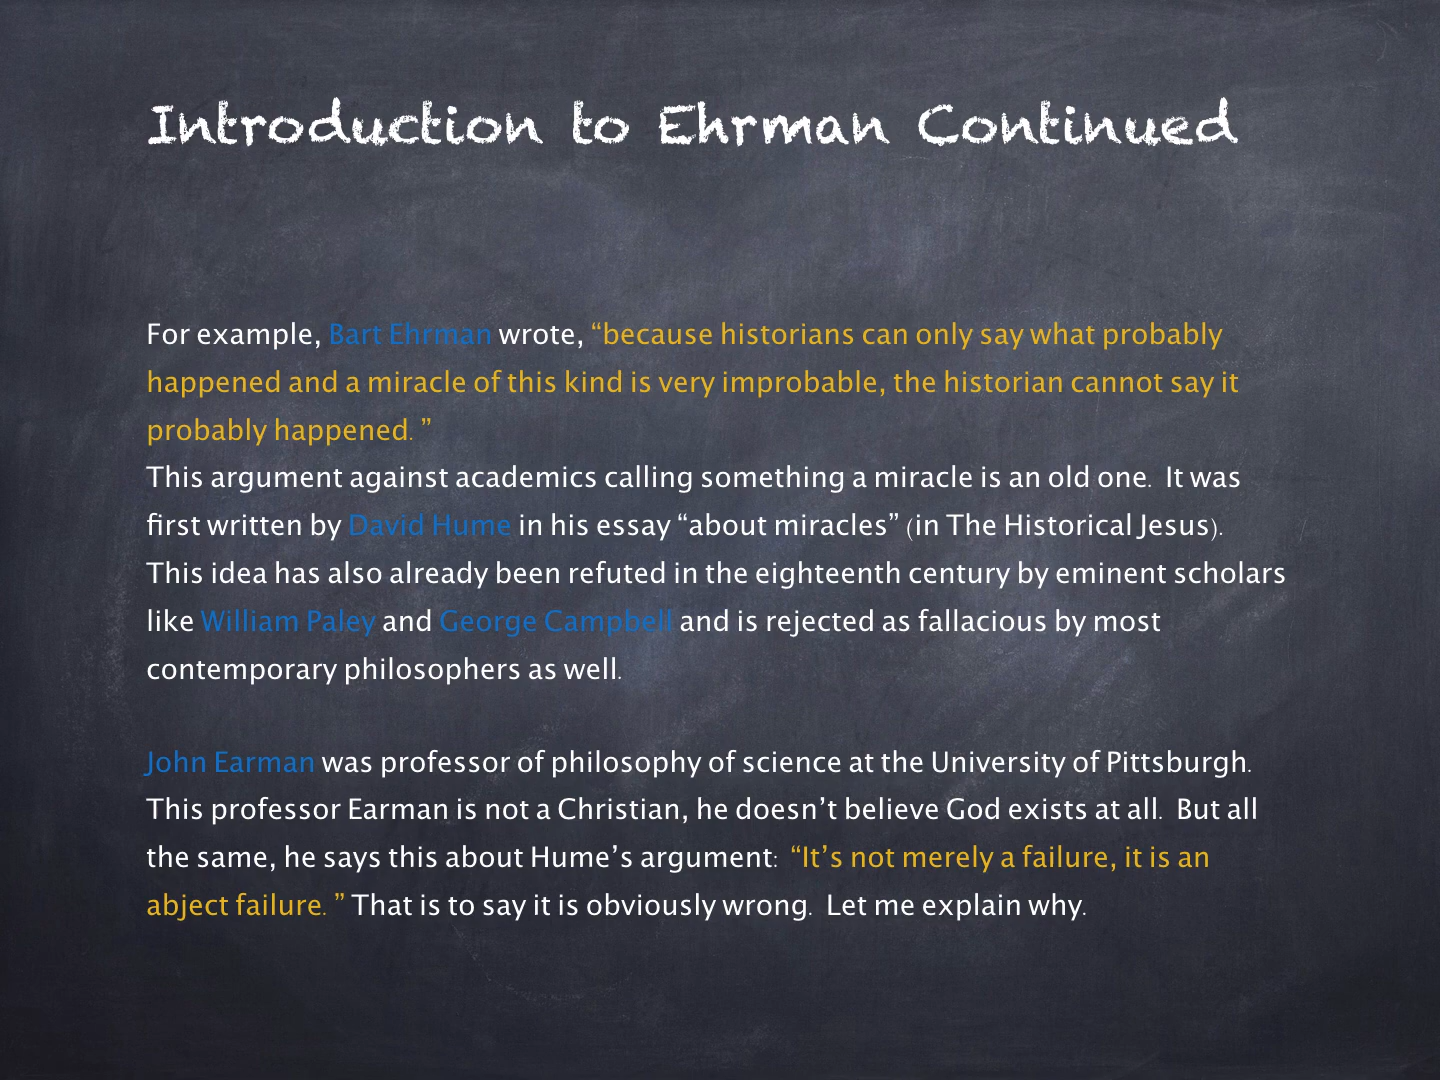 Introduction to Ehrman Continued
For example, Bart Ehrman wrote, “because historians can only say what probably
happened and a miracle of this kind is very improbable, the historian cannot say it
probably happened. ”
This argument against academics calling something a miracle is an old one.  It was
first written by David Hume in his essay “about miracles” (in The Historical Jesus).
This idea has also already been refuted in the eighteenth century by eminent scholars
like William Paley and George Campbell and is rejected as fallacious by most
contemporary philosophers as well.
John Earman was professor of philosophy of science at the University of Pittsburgh.
This professor Earman is not a Christian, he doesn’t believe God exists at all.  But all
the same, he says this about Hume’s argument:  “It’s not merely a failure, it is an
abject failure. ” That is to say it is obviously wrong.  Let me explain why.